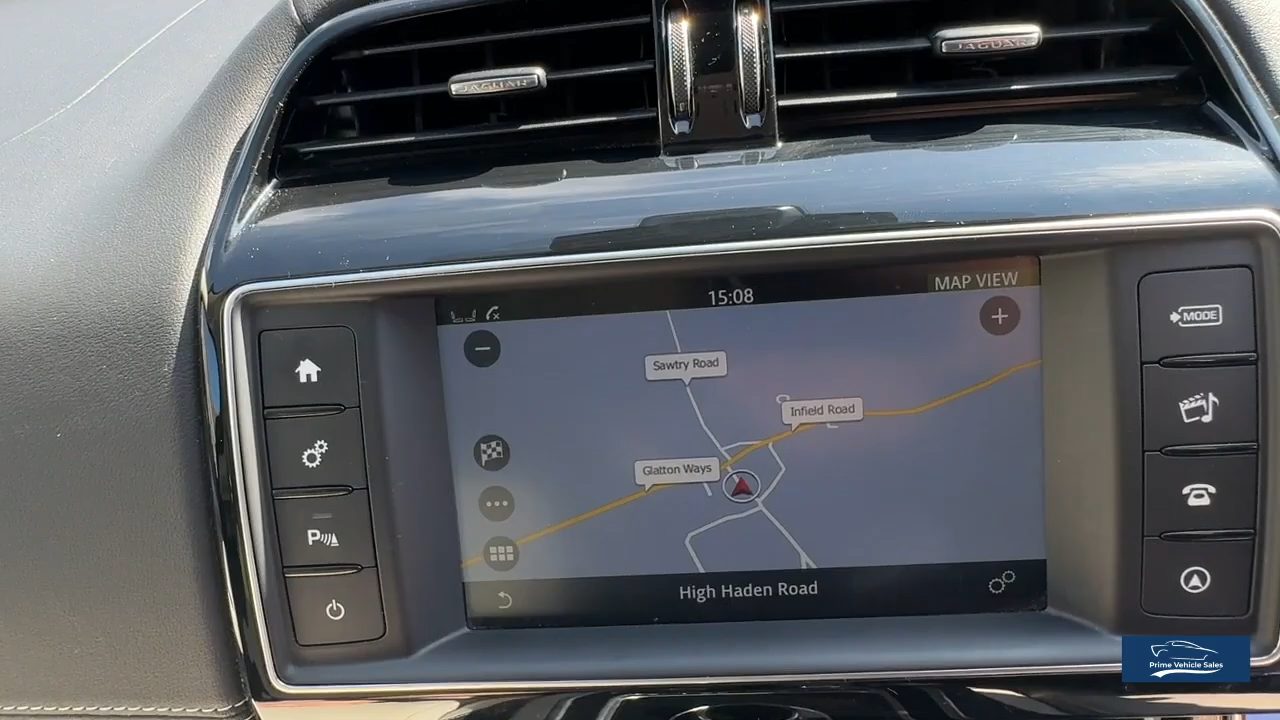 JAGUAR
JAGUAR
15:08
MAP VIEW
Sawtry Road
Infield Road
Glatton Ways
High Haden Road
MODE
P
Prime Vehicle Sales